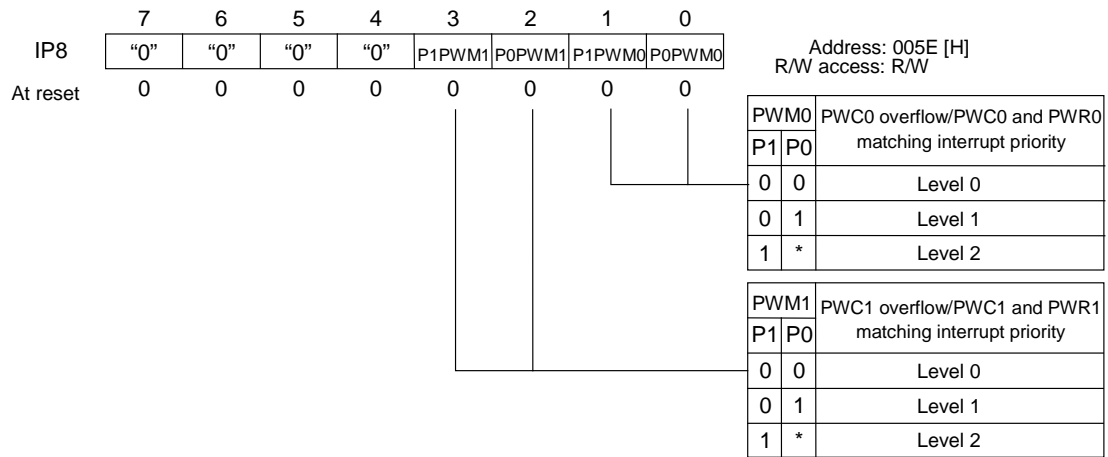 7 6 5 4 3 2 1 0
IP8 “0” “0” “0” “0” P1PWM1 P0PWM1 P1PWM0 P0PWM0
At reset 0 0 0 0 0 0 0 0
Address: 005E [H]
R/W access: R/W
PWM0 PWC0 overflow/PWC0 and PWR0
P1 P0 matching interrupt priority
0 0 Level 0
0 1 Level 1
1 * Level 2
PWM1 PWC1 overflow/PWC1 and PWR1
P1 P0 matching interrupt priority
0 0 Level 0
0 1 Level 1
1 * Level 2